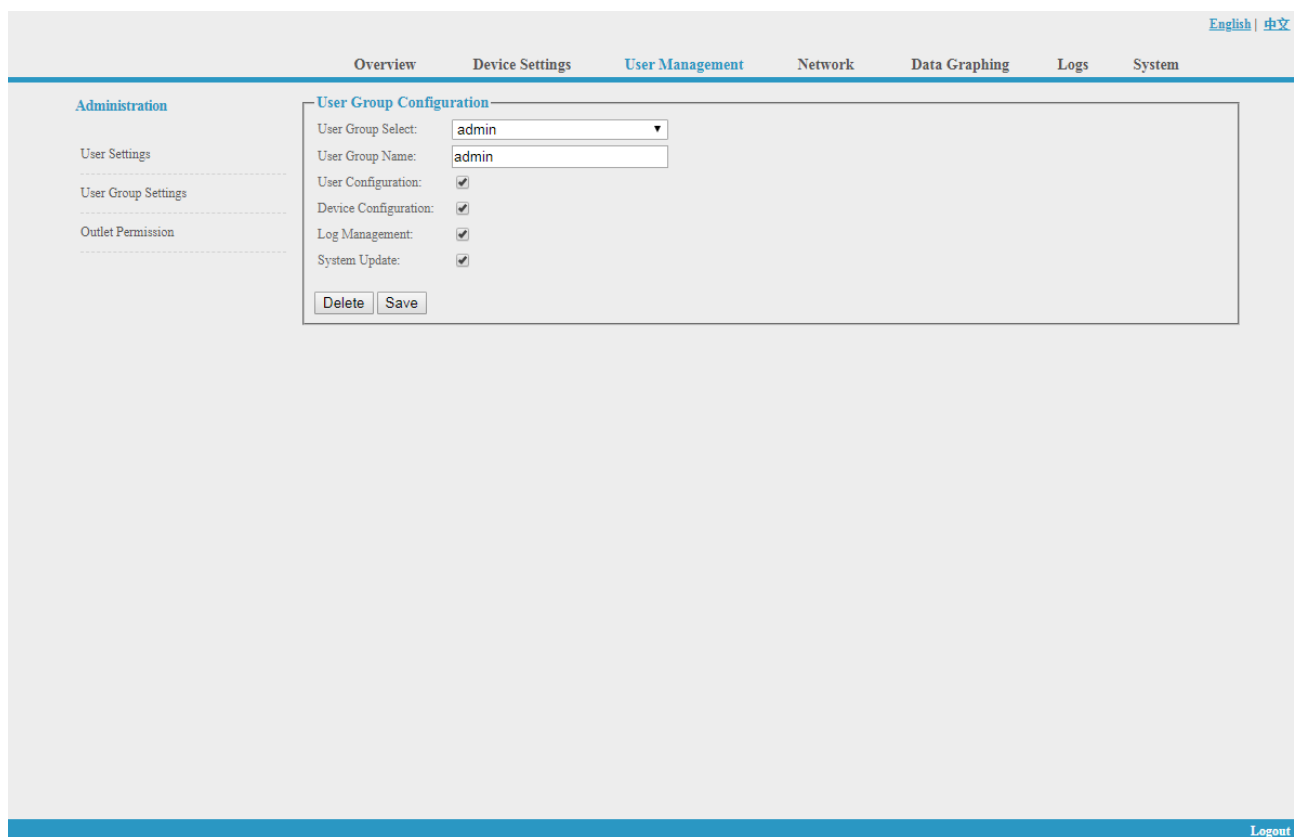 English | 中文
Overview Device Settings User Management Network Data Graphing Logs System
Administration
User Settings
User Group Settings
Outlet Permission
User Group Configuration
User Group Select: admin
User Group Name: admin
User Configuration:
Device Configuration:
Log Management:
System Update:
Delete Save
Logout